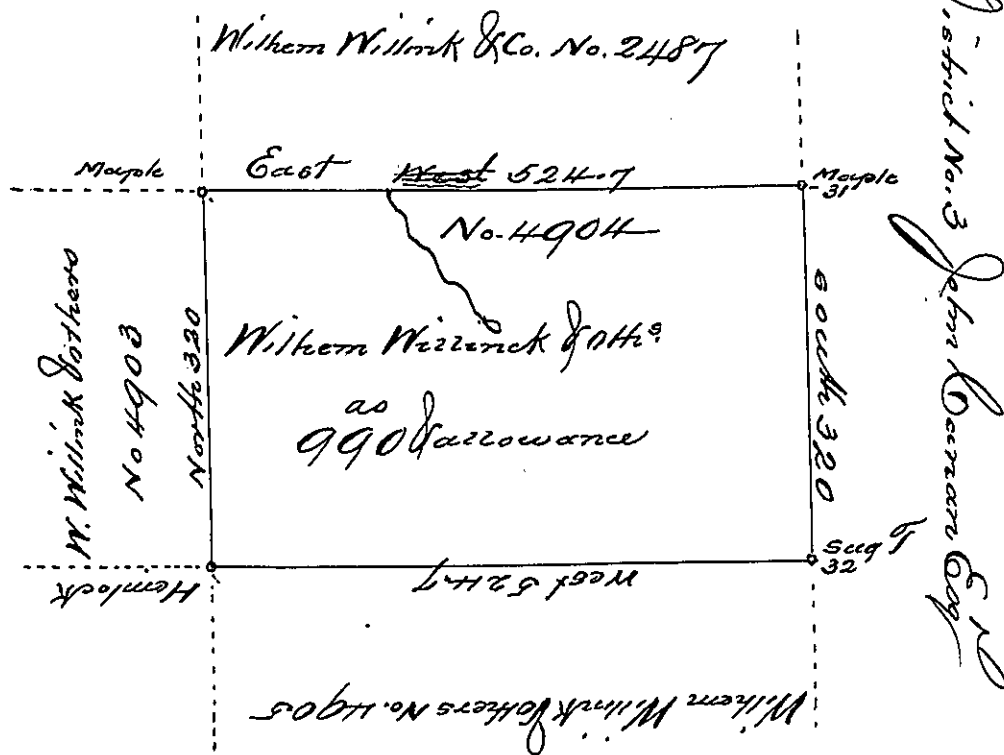 Wilhem Willink & Co. No. 2487
Maple
East West 524.7
Maple
31
No. 4904
W. Willink & others
No 4903
North 320
Wilhem Willinck & Oth.s
as
990 & allowance
South 320
Sug T
32
Hemlock
West 524.7
Wilhem Willink & others No. 4905
District No. 3 John Canan Esq